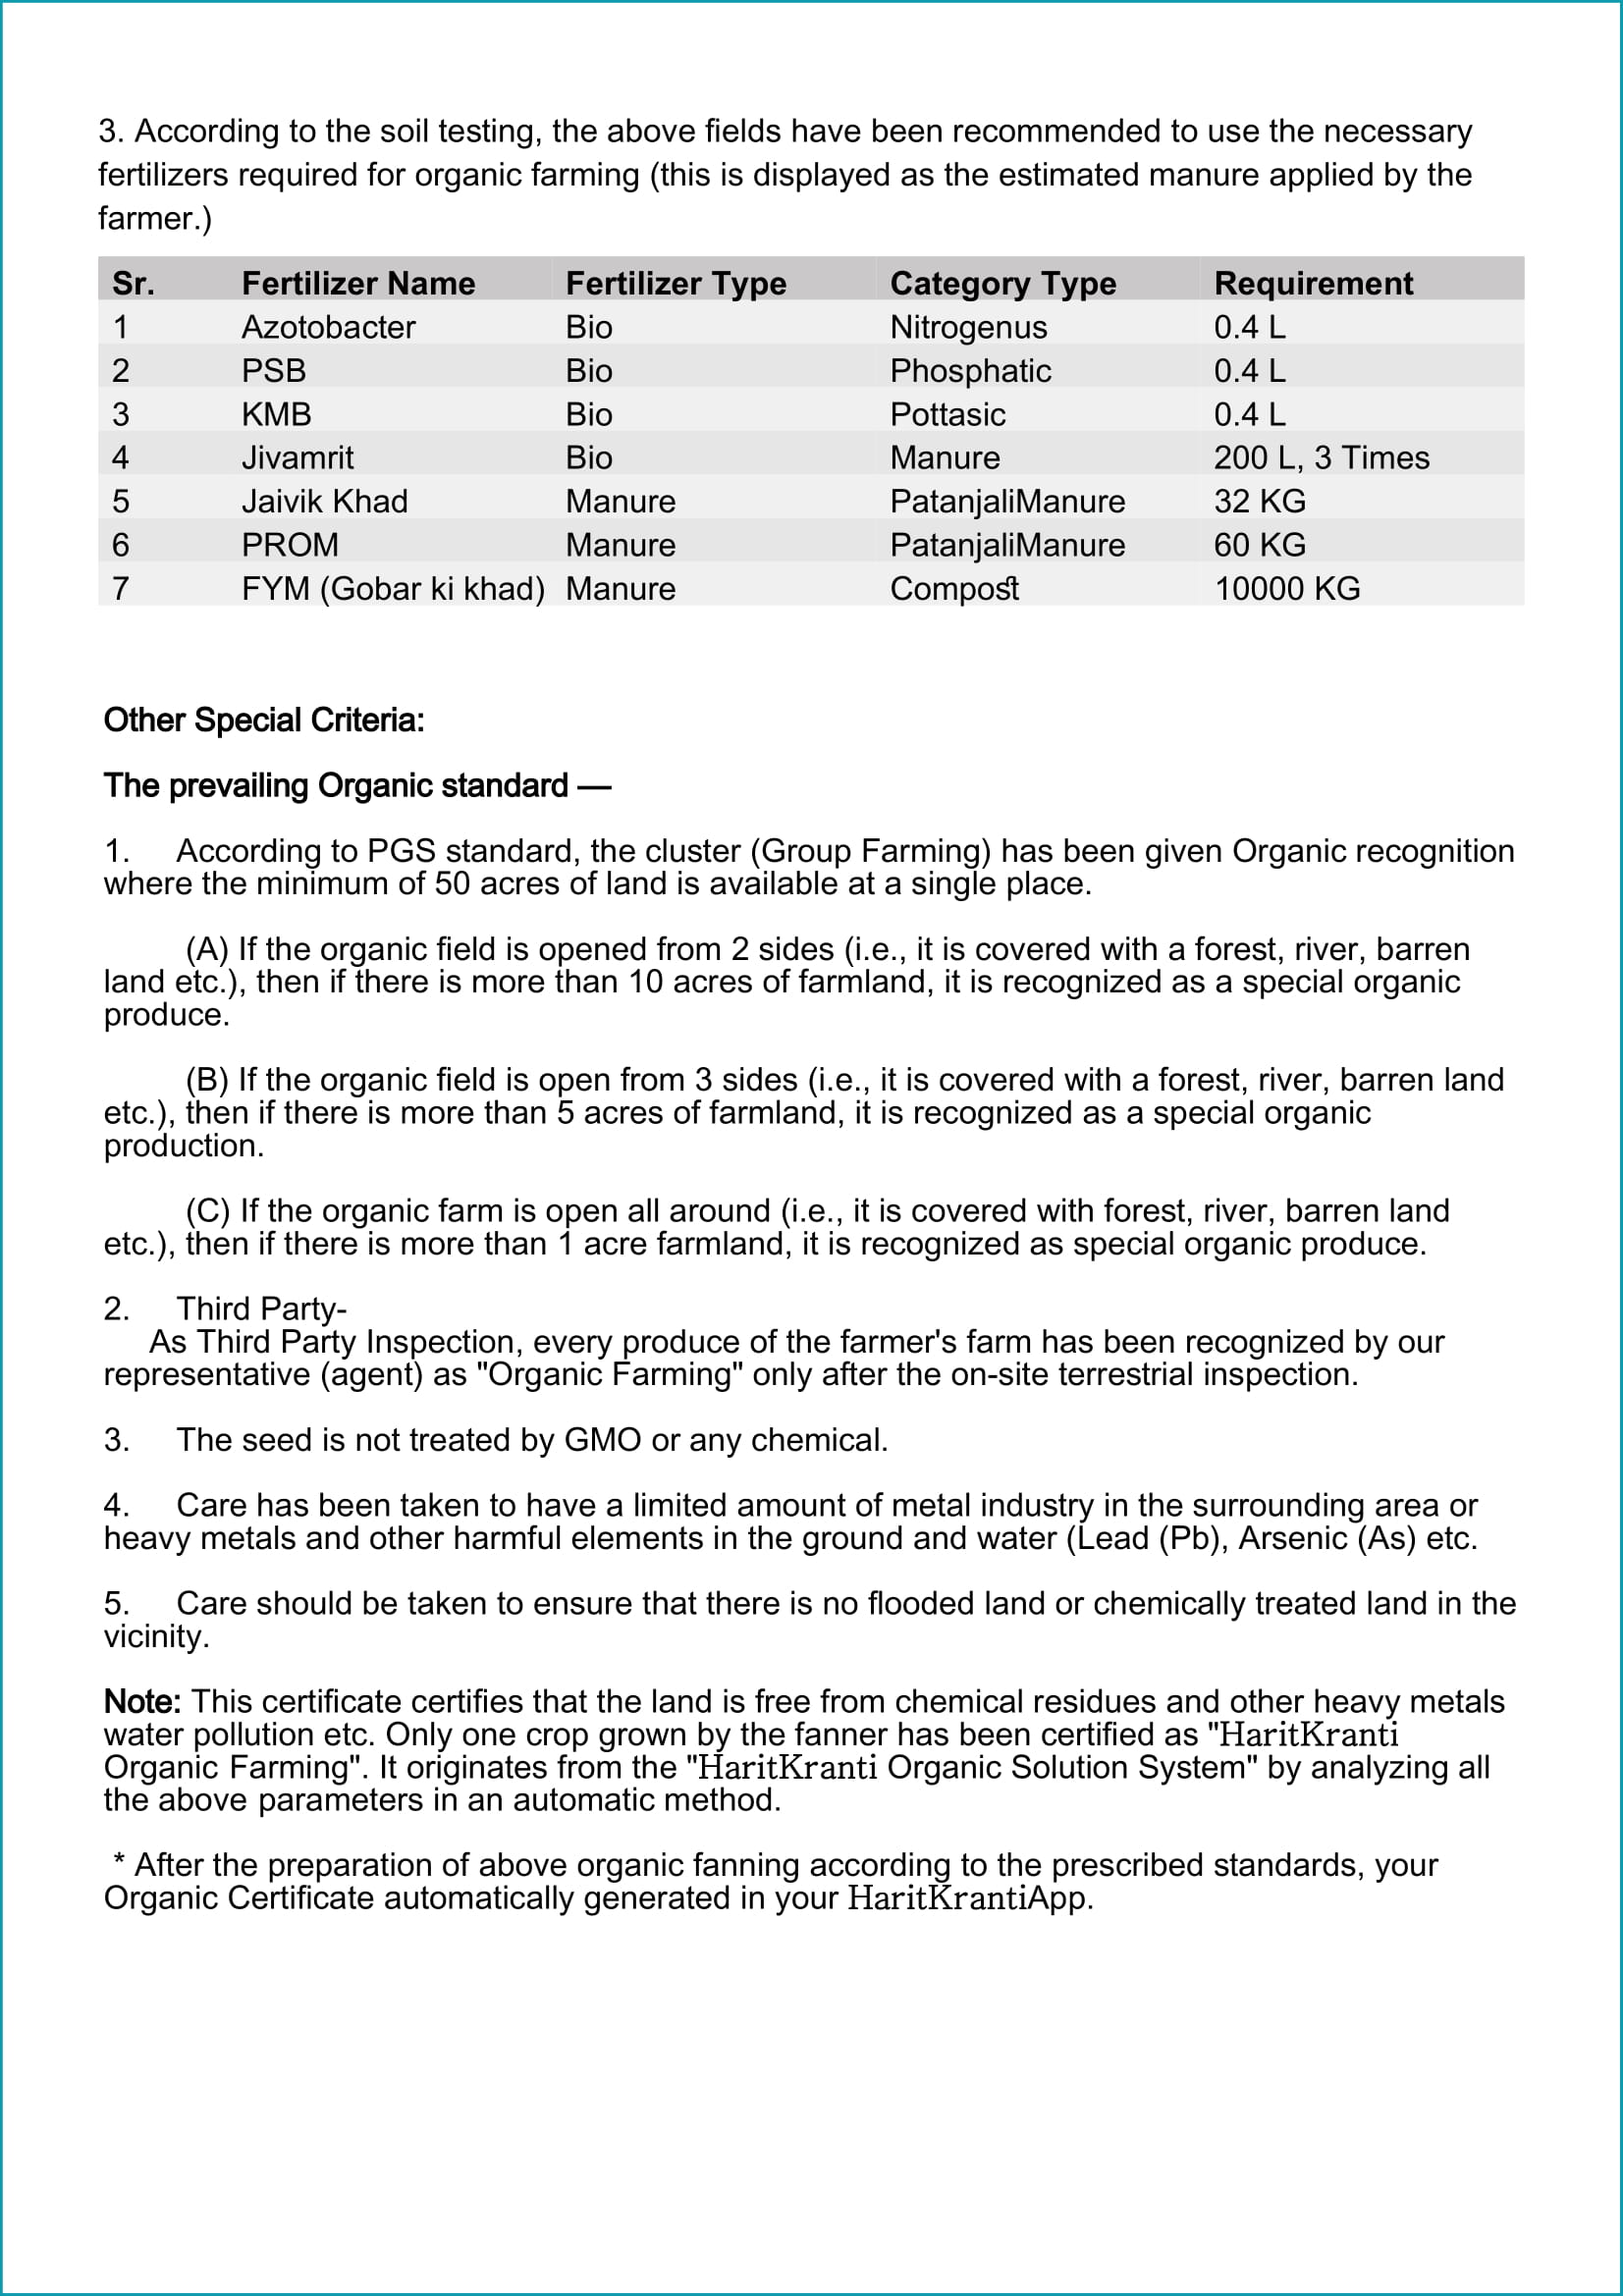 3. According to the soil testing, the above fields have been recommended to use the necessary
fertilizers required for organic farming (this is displayed as the estimated manure applied by the
farmer.)
Sr. Fertilizer Name Fertilizer Type Category Type Requirement
1 Azotobacter Bio Nitrogenus 0.4 L
2 PSB Bio Phosphatic 0.4 L
3 KMB Bio Pottasic 0.4 L
4 Jivamrit Bio Manure 200 L, 3 Times
5 Jaivik Khad Manure PatanjaliManure 32 KG
6 PROM Manure PatanjaliManure 60 KG
7 FYM (Gobar ki khad) Manure Compost 10000 KG
Other Special Criteria:
The prevailing Organic standard —
1. According to PGS standard, the cluster (Group Farming) has been given Organic recognition
where the minimum of 50 acres of land is available at a single place.
(A) If the organic field is opened from 2 sides (i.e., it is covered with a forest, river, barren
land etc.), then if there is more than 10 acres of farmland, it is recognized as a special organic
produce.
(B) If the organic field is open from 3 sides (i.e., it is covered with a forest, river, barren land
etc.), then if there is more than 5 acres of farmland, it is recognized as a special organic
production.
(C) If the organic farm is open all around (i.e., it is covered with forest, river, barren land
etc.), then if there is more than 1 acre farmland, it is recognized as special organic produce.
2. Third Party-
As Third Party Inspection, every produce of the farmer's farm has been recognized by our
representative (agent) as "Organic Farming" only after the on-site terrestrial inspection.
3. The seed is not treated by GMO or any chemical.
4. Care has been taken to have a limited amount of metal industry in the surrounding area or
heavy metals and other harmful elements in the ground and water (Lead (Pb), Arsenic (As) etc.
5. Care should be taken to ensure that there is no flooded land or chemically treated land in the
vicinity.
Note: This certificate certifies that the land is free from chemical residues and other heavy metals
water pollution etc. Only one crop grown by the fanner has been certified as "HaritKranti
Organic Farming". It originates from the "HaritKranti Organic Solution System" by analyzing all
the above parameters in an automatic method.
* After the preparation of above organic fanning according to the prescribed standards, your
Organic Certificate automatically generated in your HaritKrantiApp.